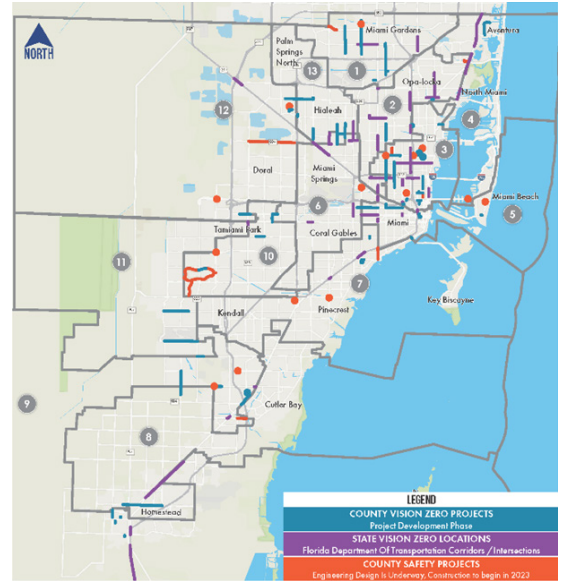 NORTH
Palm
Springs
North
Miami Gardens
Aventura
13
1
Opa-locka
12
Hialeah
2
North Miami
4
3
Doral
Miami
Springs
Miami Beach
6
5
Tamiami Park
Coral Gables
Miami
11
10
7
Key Biscayne
Kendall
Pinecrest
9
Cutler Bay
8
Homestead
LEGEND
COUNTY VISION ZERO PROJECTS
Project Development Phase
STATE VISION ZERO LOCATIONS
Florida Department Of Transportation Corridors / Intersections
COUNTY SAFETY PROJECTS
Engineering Design Is Underway, Construction to begin in 2023